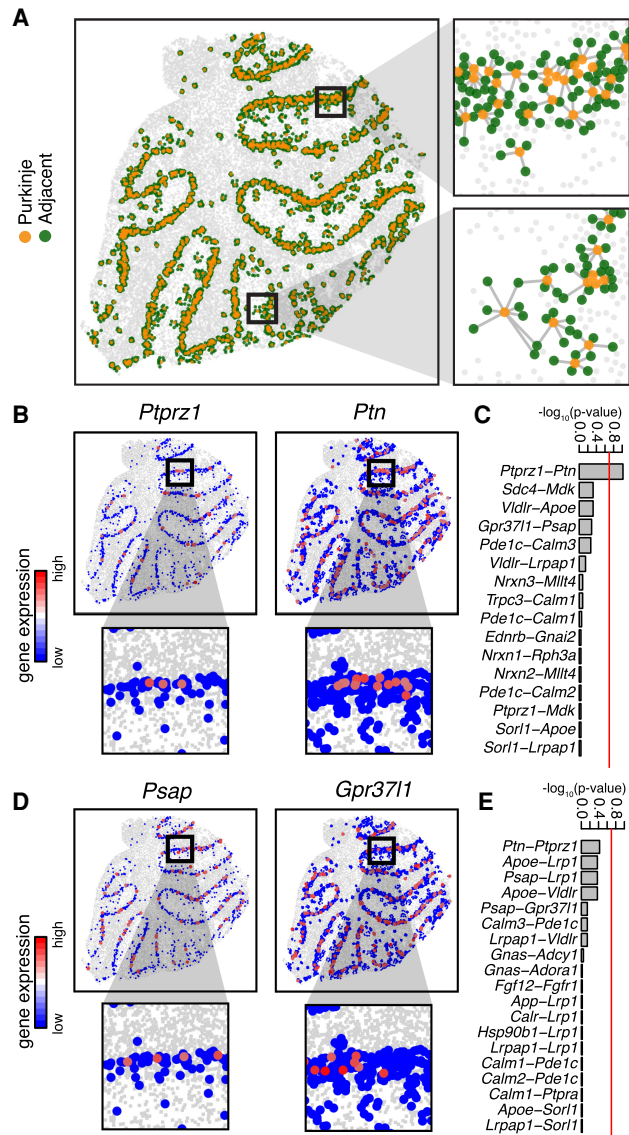 A
Purkinje
Adjacent
B
Ptprz1
Ptn
gene expression
high
low
C
-log10(p-value)
0.0
0.4
0.8
Ptprz1−Ptn
Sdc4−Mdk
Vldlr−Apoe
Gpr37l1−Psap
Pde1c−Calm3
Vldlr−Lrpap1
Nrxn3−Mllt4
Trpc3−Calm1
Pde1c−Calm1
Ednrb−Gnai2
Nrxn1−Rph3a
Nrxn2−Mllt4
Pde1c−Calm2
Ptprz1−Mdk
Sorl1−Apoe
Sorl1−Lrpap1
D
Psap
Gpr37l1
gene expression
high
low
E
-log10(p-value)
0.0
0.4
0.8
Ptn−Ptprz1
Apoe−Lrp1
Psap−Lrp1
Apoe−Vldlr
Psap−Gpr37l1
Calm3−Pde1c
Lrpap1−Vldlr
Gnas−Adcy1
Gnas−Adora1
Fgf12−Fgfr1
App−Lrp1
Calr−Lrp1
Hsp90b1−Lrp1
Lrpap1−Lrp1
Calm1−Pde1c
Calm2−Pde1c
Calm1−Ptpra
Apoe−Sorl1
Lrpap1−Sorl1